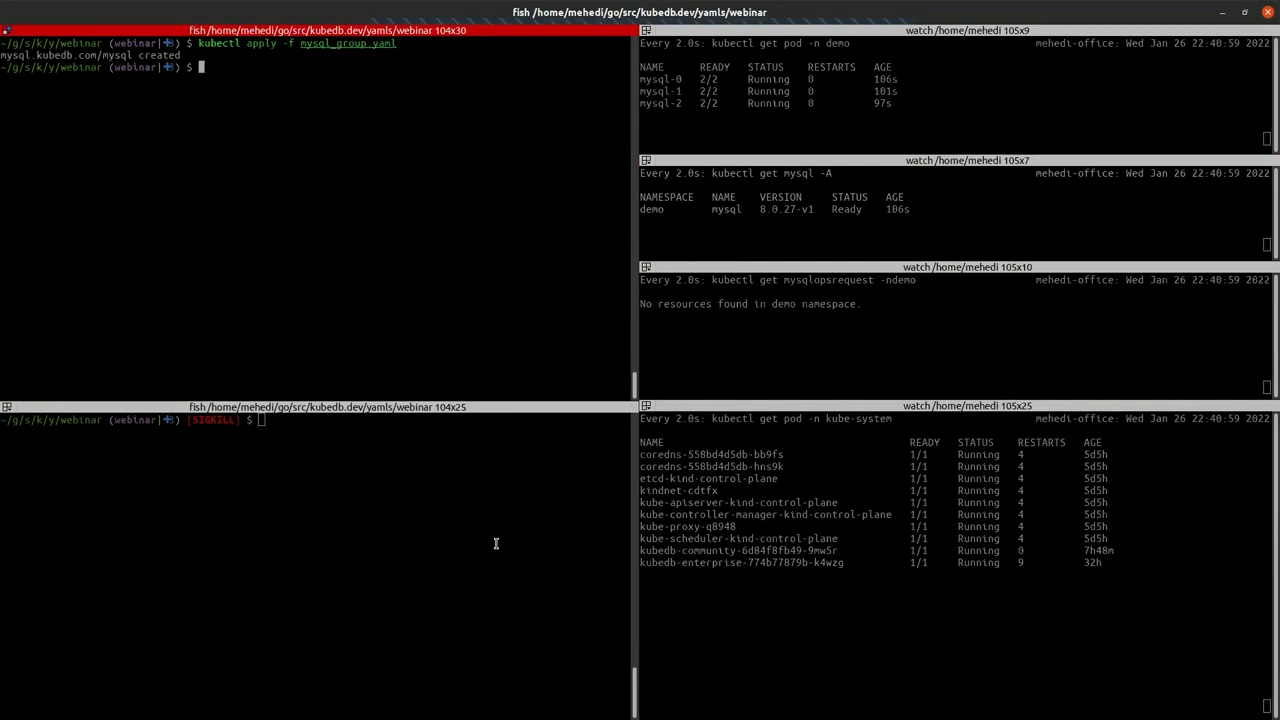 fish /home/mehedi/go/src/kubedb.dev/yamls/webinar
fish /home/mehedi/go/src/kubedb.dev/yamls/webinar 104x30
~/g/s/k/y/webinar (webinar|✚) $ kubectl apply -f mysql_group.yaml
mysql.kubedb.com/mysql created
~/g/s/k/y/webinar (webinar|✚) $
fish /home/mehedi/go/src/kubedb.dev/yamls/webinar 104x25
~/g/s/k/y/webinar (webinar|✚) [SIGKILL] $
watch /home/mehedi 105x9
Every 2.0s: kubectl get pod -n demo mehedi-office: Wed Jan 26 22:40:59 2022
NAME READY STATUS RESTARTS AGE
mysql-0 2/2 Running 0 106s
mysql-1 2/2 Running 0 101s
mysql-2 2/2 Running 0 97s
watch /home/mehedi 105x7
Every 2.0s: kubectl get mysql -A mehedi-office: Wed Jan 26 22:40:59 2022
NAMESPACE NAME VERSION STATUS AGE
demo mysql 8.0.27-v1 Ready 106s
watch /home/mehedi 105x10
Every 2.0s: kubectl get mysqlopsrequest -ndemo mehedi-office: Wed Jan 26 22:40:59 2022
No resources found in demo namespace.
watch /home/mehedi 105x25
Every 2.0s: kubectl get pod -n kube-system mehedi-office: Wed Jan 26 22:40:59 2022
NAME READY STATUS RESTARTS AGE
coredns-558bd4d5db-bb9fs 1/1 Running 4 5d5h
coredns-558bd4d5db-hns9k 1/1 Running 4 5d5h
etcd-kind-control-plane 1/1 Running 4 5d5h
kindnet-cdtfx 1/1 Running 4 5d5h
kube-apiserver-kind-control-plane 1/1 Running 4 5d5h
kube-controller-manager-kind-control-plane 1/1 Running 4 5d5h
kube-proxy-q8948 1/1 Running 4 5d5h
kube-scheduler-kind-control-plane 1/1 Running 4 5d5h
kubedb-community-6d84f8fb49-9mw5r 1/1 Running 0 7h48m
kubedb-enterprise-774b77879b-k4wzg 1/1 Running 9 32h